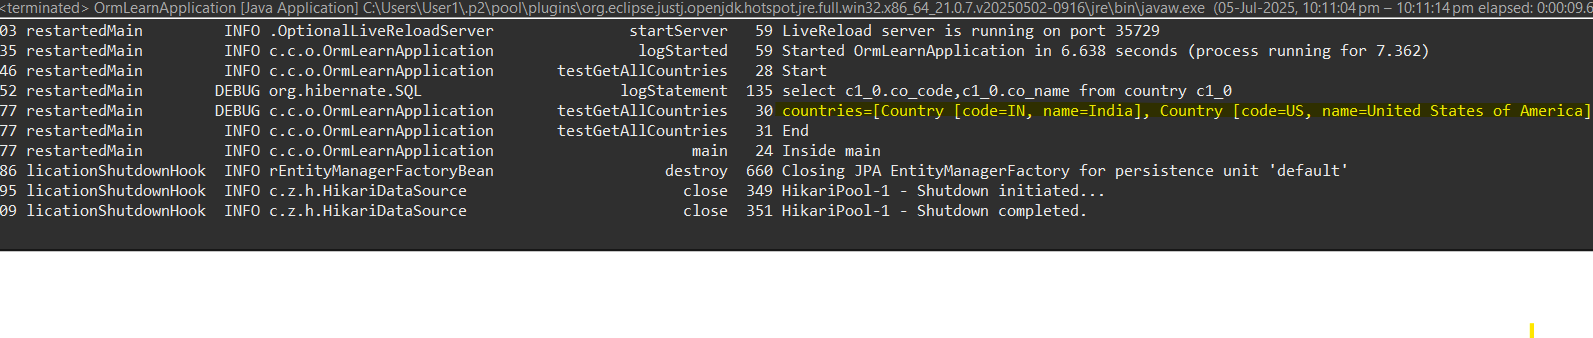 <terminated> OrmLearnApplication [Java Application] C:\Users\User1\.p2\pool\plugins\org.eclipse.justj.openjdk.hotspot.jre.full.win32.x86_64_21.0.7.v20250502-0916\jre\bin\javaw.exe (05-Jul-2025, 10:11:04 pm – 10:11:14 pm elapsed: 0:00:09.6
03 restartedMain INFO .OptionalLiveReloadServer startServer 59 LiveReload server is running on port 35729
35 restartedMain INFO c.c.o.OrmLearnApplication logStarted 59 Started OrmLearnApplication in 6.638 seconds (process running for 7.362)
46 restartedMain INFO c.c.o.OrmLearnApplication testGetAllCountries 28 Start
52 restartedMain DEBUG org.hibernate.SQL logStatement 135 select c1_0.co_code,c1_0.co_name from country c1_0
77 restartedMain DEBUG c.c.o.OrmLearnApplication testGetAllCountries 30 countries=[Country [code=IN, name=India], Country [code=US, name=United States of America]
77 restartedMain INFO c.c.o.OrmLearnApplication testGetAllCountries 31 End
77 restartedMain INFO c.c.o.OrmLearnApplication main 24 Inside main
86 licationShutdownHook INFO rEntityManagerFactoryBean destroy 660 Closing JPA EntityManagerFactory for persistence unit 'default'
95 licationShutdownHook INFO c.z.h.HikariDataSource close 349 HikariPool-1 - Shutdown initiated...
09 licationShutdownHook INFO c.z.h.HikariDataSource close 351 HikariPool-1 - Shutdown completed.